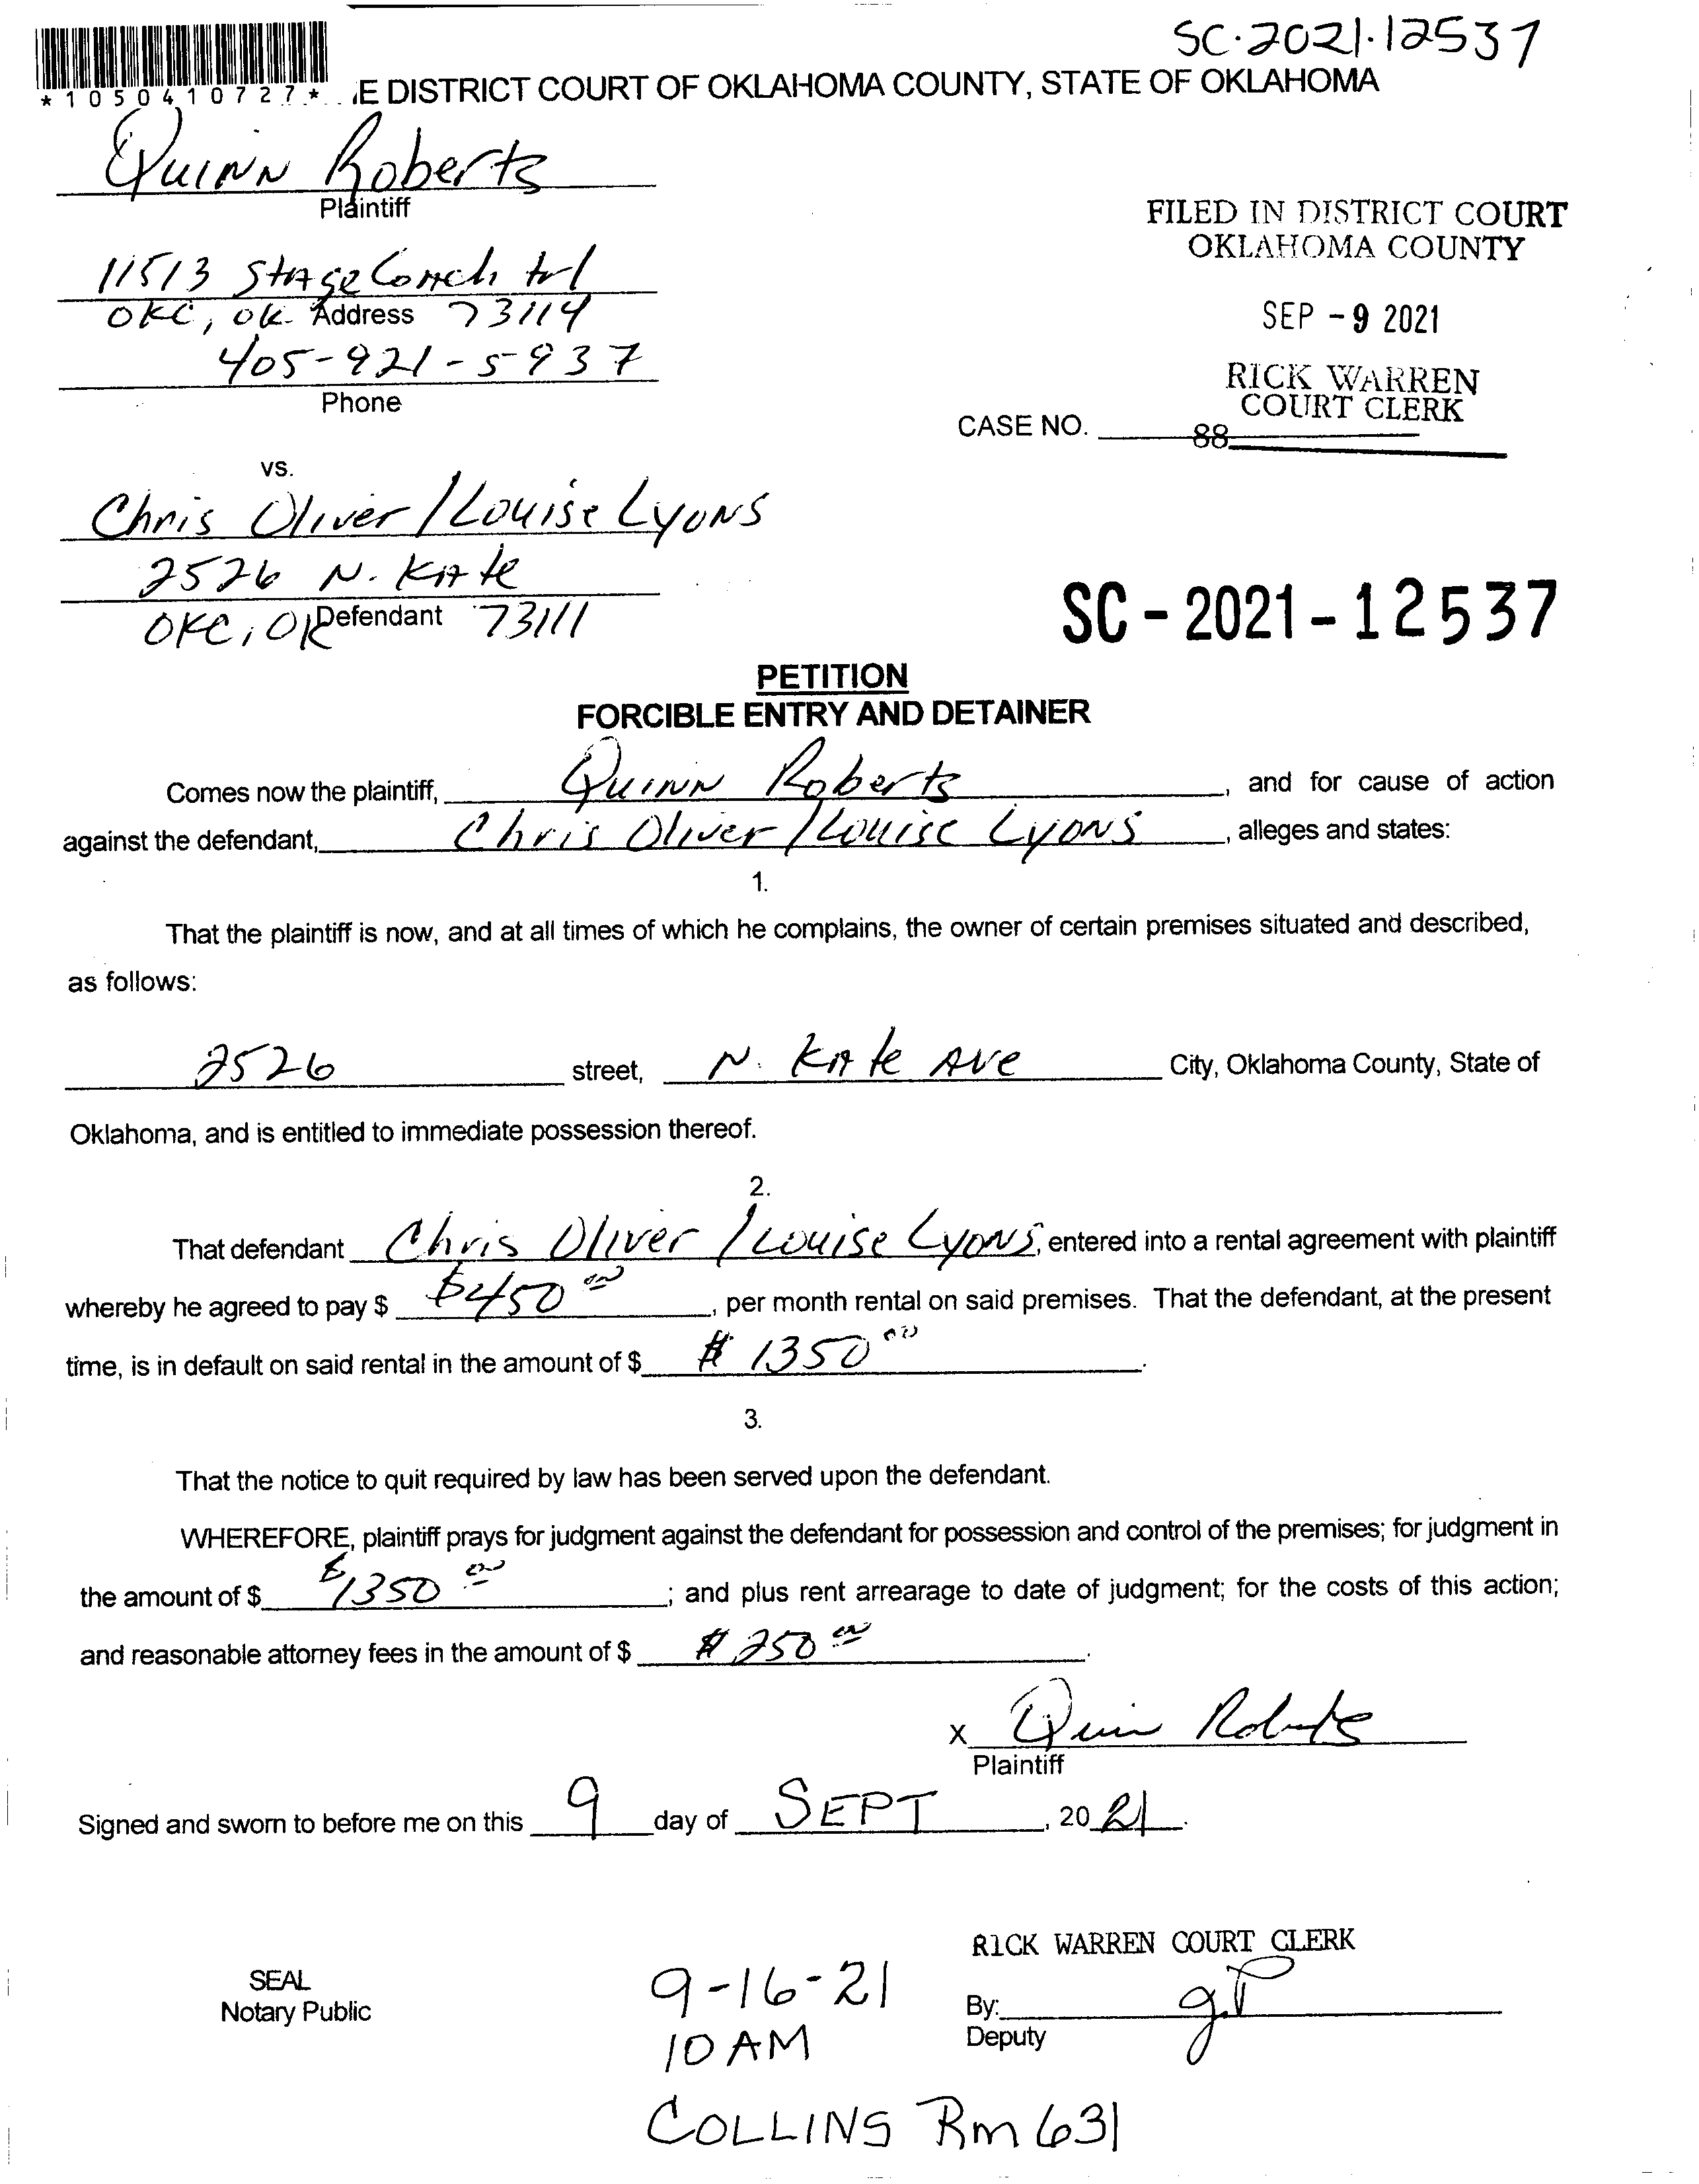 SC·2021·12537
*1050410727*
E DISTRICT COURT OF OKLAHOMA COUNTY, STATE OF OKLAHOMA
Quinn Roberts
Plaintiff
FILED IN DISTRICT COURT
OKLAHOMA COUNTY
11513 StageCoach trl
OKC, OK. Address 73114
SEP -9 2021
405-921-5937
Phone
RICK WARREN
COURT CLERK
CASE NO. 88
vs.
Chris Oliver / Louise Lyons
2526 N. Kate
OKC, OK Defendant 73111
SC-2021-12537
PETITION
FORCIBLE ENTRY AND DETAINER
Comes now the plaintiff, Quinn Roberts, and for cause of action
against the defendant, Chris Oliver / Louise Lyons, alleges and states:
1.
That the plaintiff is now, and at all times of which he complains, the owner of certain premises situated and described,
as follows:
2526 street, N. Kate Ave City, Oklahoma County, State of
Oklahoma, and is entitled to immediate possession thereof.
2.
That defendant Chris Oliver / Louise Lyons, entered into a rental agreement with plaintiff
whereby he agreed to pay $ $450 00, per month rental on said premises. That the defendant, at the present
time, is in default on said rental in the amount of $ $ 1350 00.
3.
That the notice to quit required by law has been served upon the defendant.
WHEREFORE, plaintiff prays for judgment against the defendant for possession and control of the premises; for judgment in
the amount of $ $1350 00; and plus rent arrearage to date of judgment; for the costs of this action;
and reasonable attorney fees in the amount of $ $ 250 00.
X Quinn Roberts
Plaintiff
Signed and sworn to before me on this 9 day of SEPT, 2021.
RICK WARREN COURT CLERK
SEAL
Notary Public
9-16-21
By:
Deputy
10 AM
COLLINS Rm 631